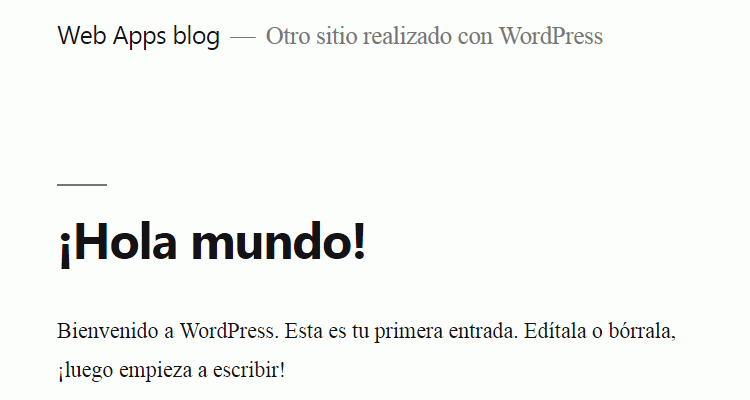 Web Apps blog — Otro sitio realizado con WordPress
¡Hola mundo!
Bienvenido a WordPress. Esta es tu primera entrada. Edítala o bórrala,
¡luego empieza a escribir!